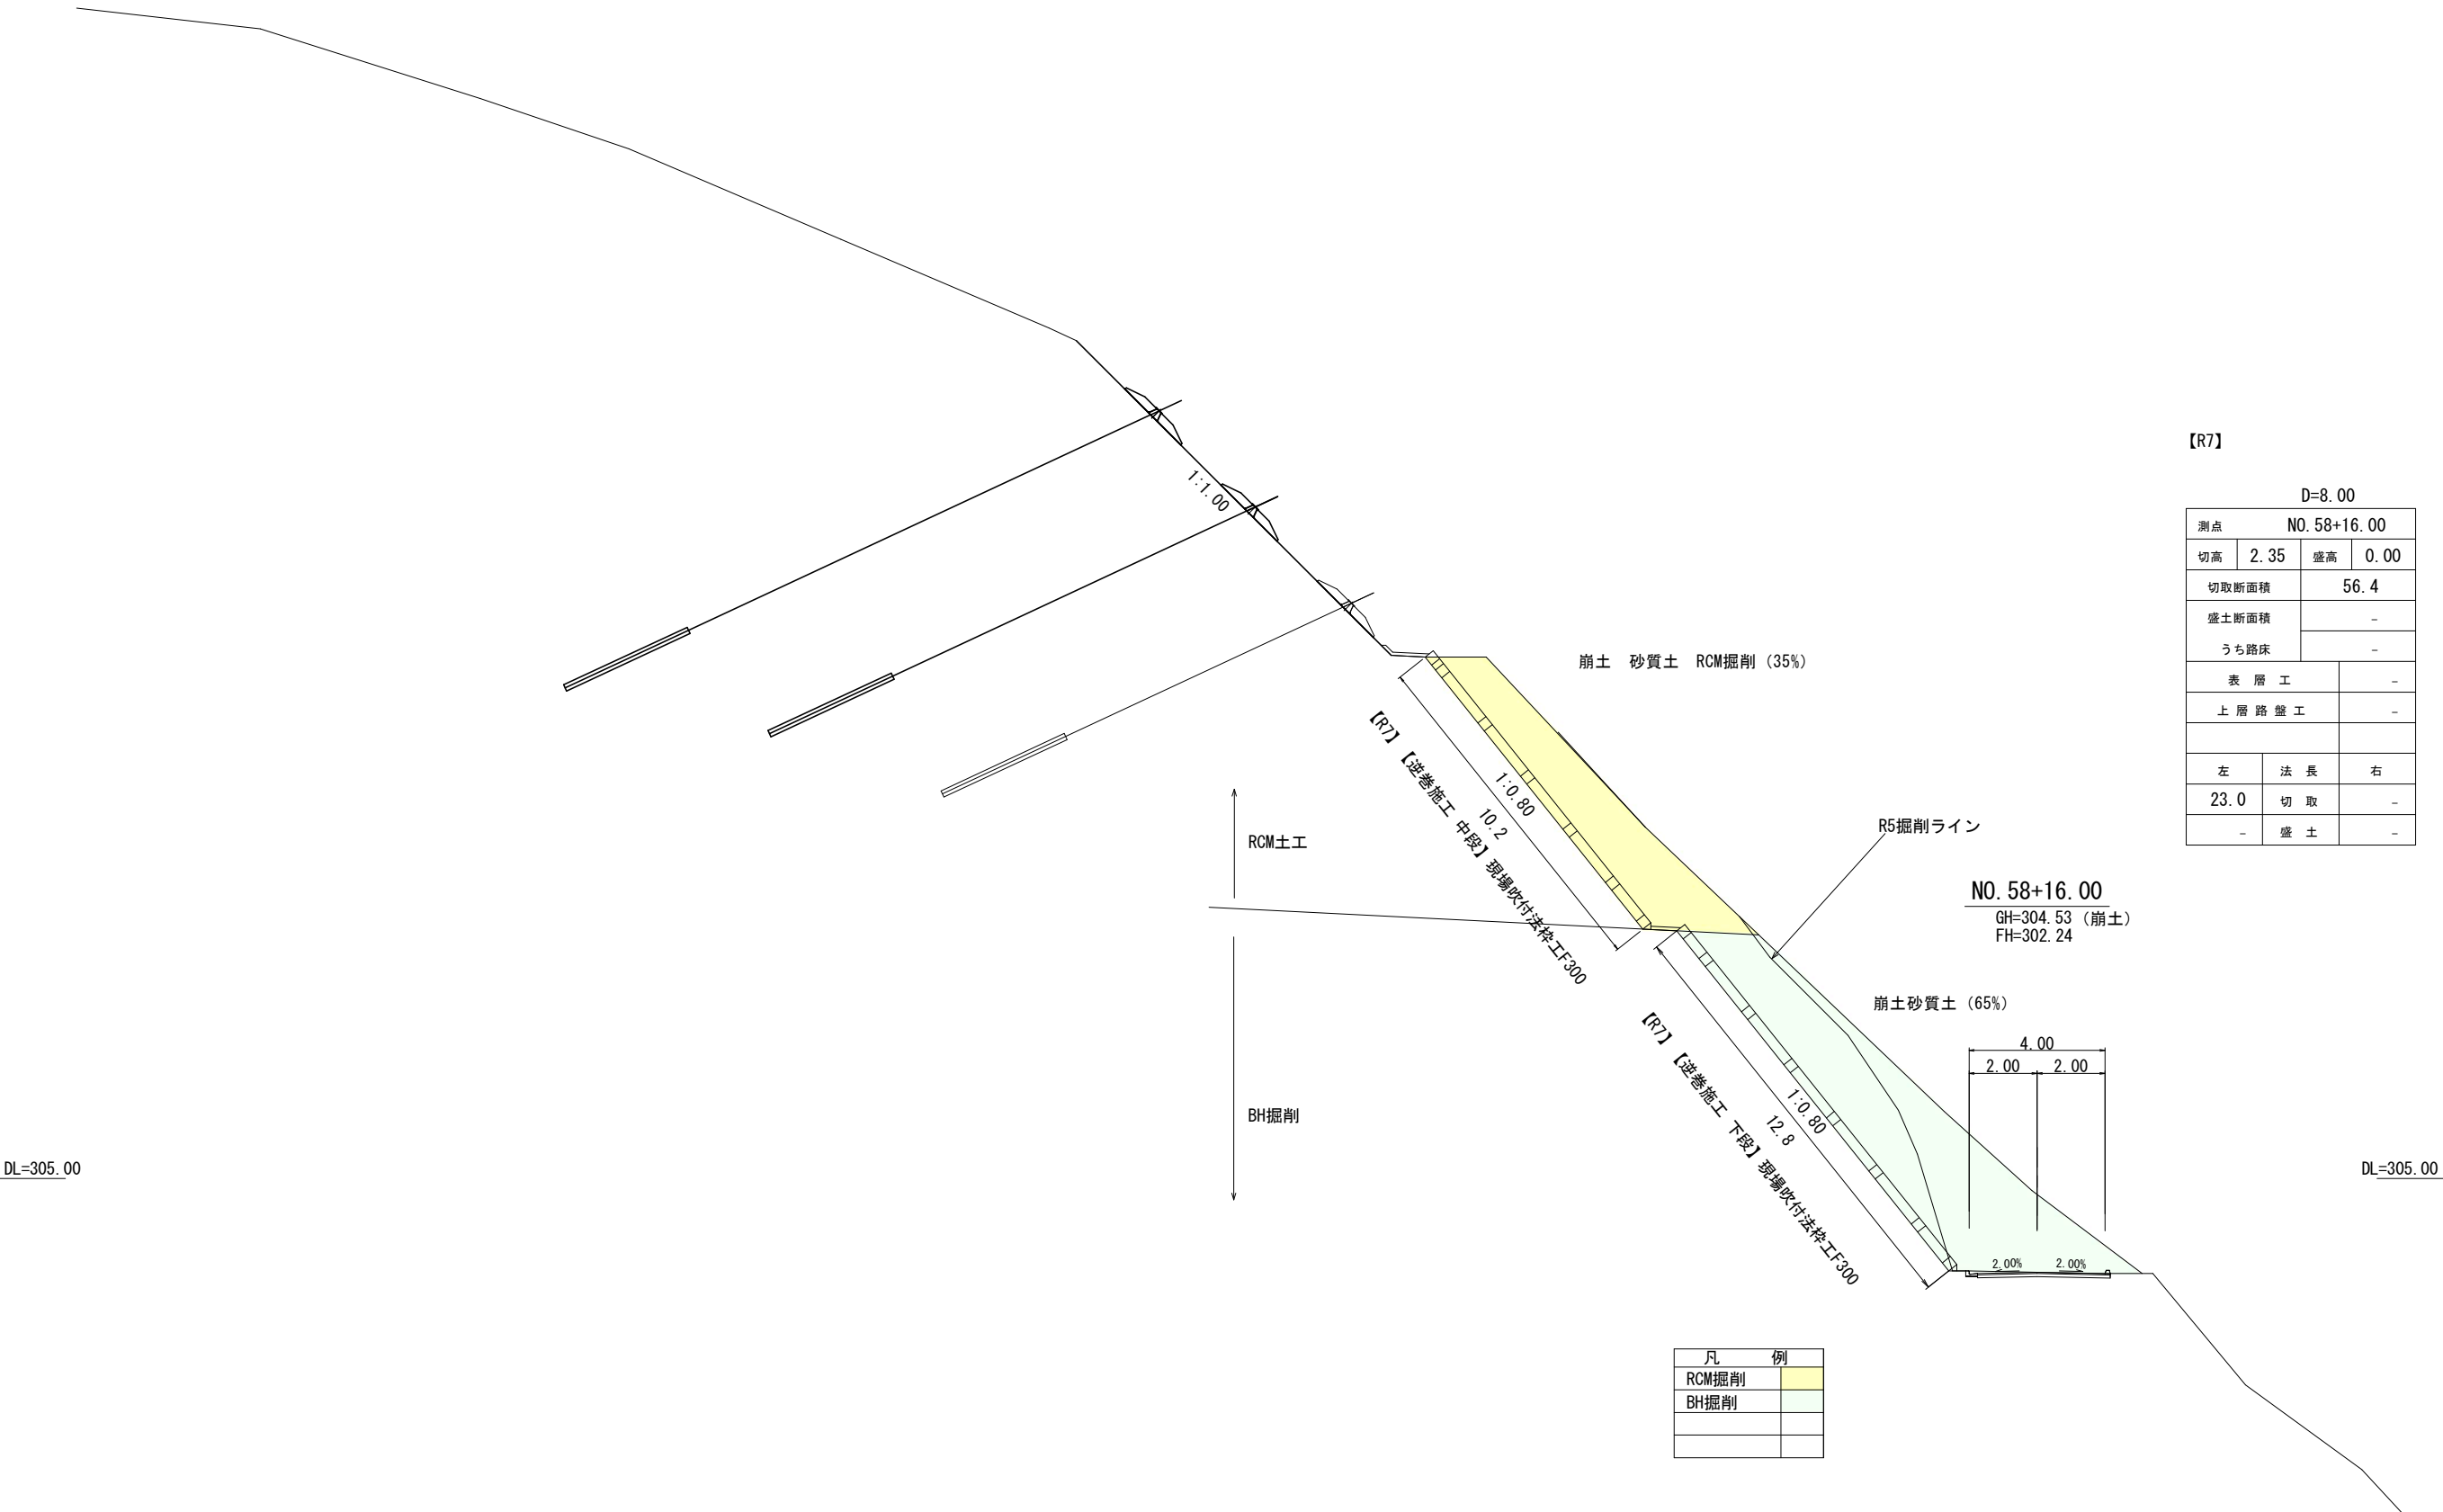 【R7】
D=8.00
測点 NO.58+16.00
切高 2.35 盛高 0.00
切取断面積 56.4
盛土断面積 -
うち路床 -
表 層 工 -
上 層 路 盤 工 -
左 法 長 右
23.0 切 取 -
- 盛 土 -
1:1.00
崩土 砂質土 RCM掘削(35%)
【R7】【逆巻施工 中段】現場吹付法枠工F300
1:0.80
10.2
RCM土工
R5掘削ライン
NO.58+16.00
GH=304.53(崩土)
FH=302.24
崩土砂質土(65%)
4.00
2.00 2.00
【R7】【逆巻施工 下段】現場吹付法枠工F300
1:0.80
12.8
BH掘削
DL=305.00
DL=305.00
2.00% 2.00%
凡 例
RCM掘削
BH掘削